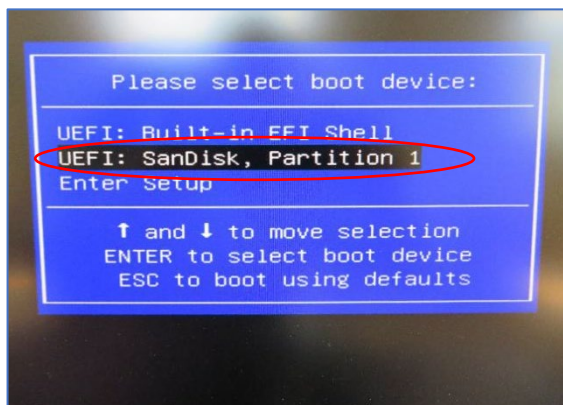 Please select boot device:
UEFI: Built-in EFI Shell
UEFI: SanDisk, Partition 1
Enter Setup
↑ and ↓ to move selection
ENTER to select boot device
ESC to boot using defaults